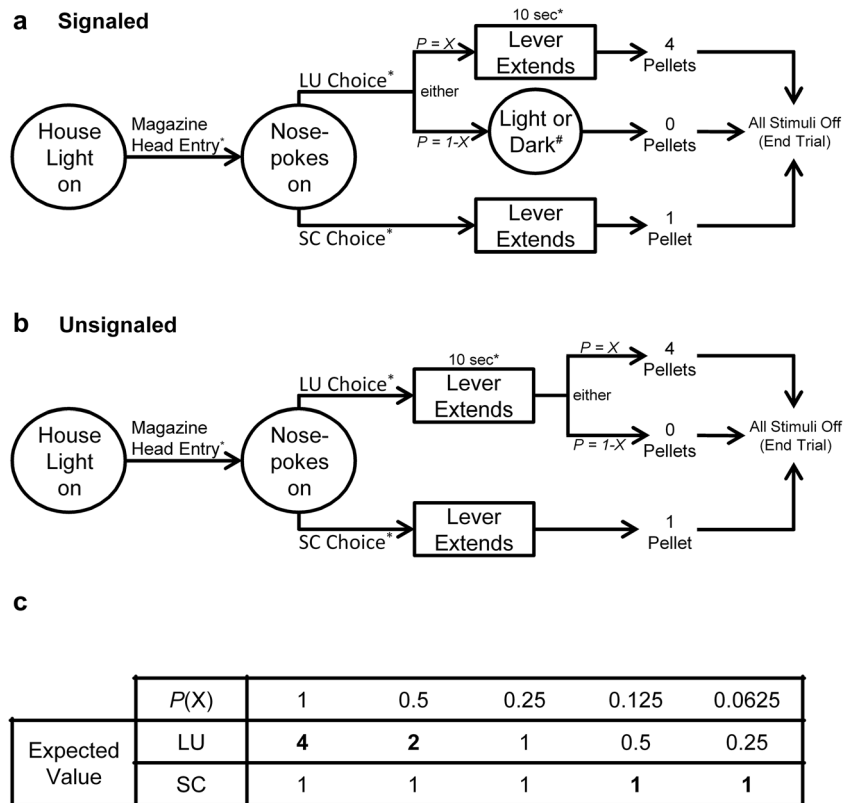 a Signaled
10 sec*
P = X
Lever
Extends
4
Pellets
LU Choice*
either
House
Light
on
Magazine
Head Entry*
Nose-
pokes
on
P = 1-X
Light or
Dark#
0
Pellets
All Stimuli Off
(End Trial)
SC Choice*
Lever
Extends
1
Pellet
b Unsignaled
10 sec*
P = X
4
Pellets
LU Choice*
Lever
Extends
either
House
Light
on
Magazine
Head Entry*
Nose-
pokes
on
P = 1-X
0
Pellets
All Stimuli Off
(End Trial)
SC Choice*
Lever
Extends
1
Pellet
c
P(X) 1 0.5 0.25 0.125 0.0625
Expected
Value
LU 4 2 1 0.5 0.25
SC 1 1 1 1 1